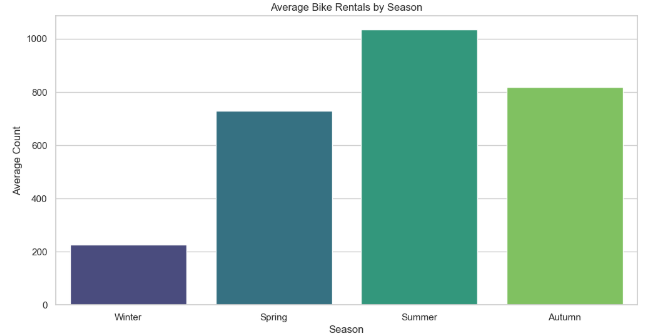 Average Bike Rentals by Season
1000
800
600
400
200
0
Average Count
Winter Spring Summer Autumn
Season